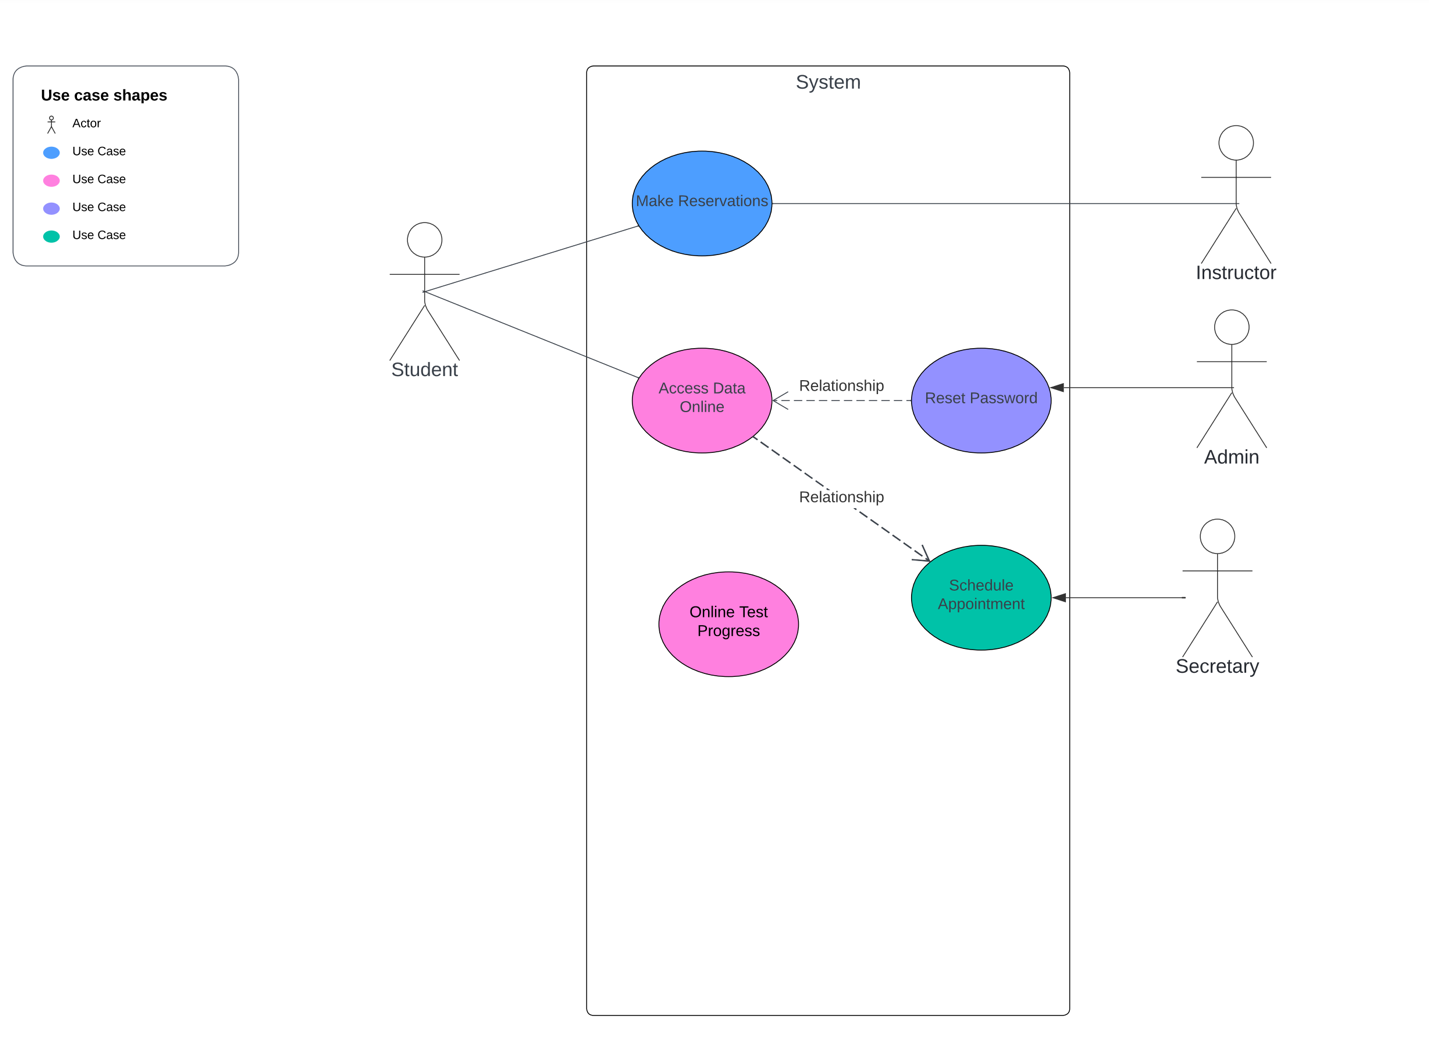 Use case shapes
Actor
Use Case
Use Case
Use Case
Use Case
System
Make Reservations
Instructor
Student
Access Data
Online
Relationship
Reset Password
Admin
Relationship
Schedule
Appointment
Online Test
Progress
Secretary